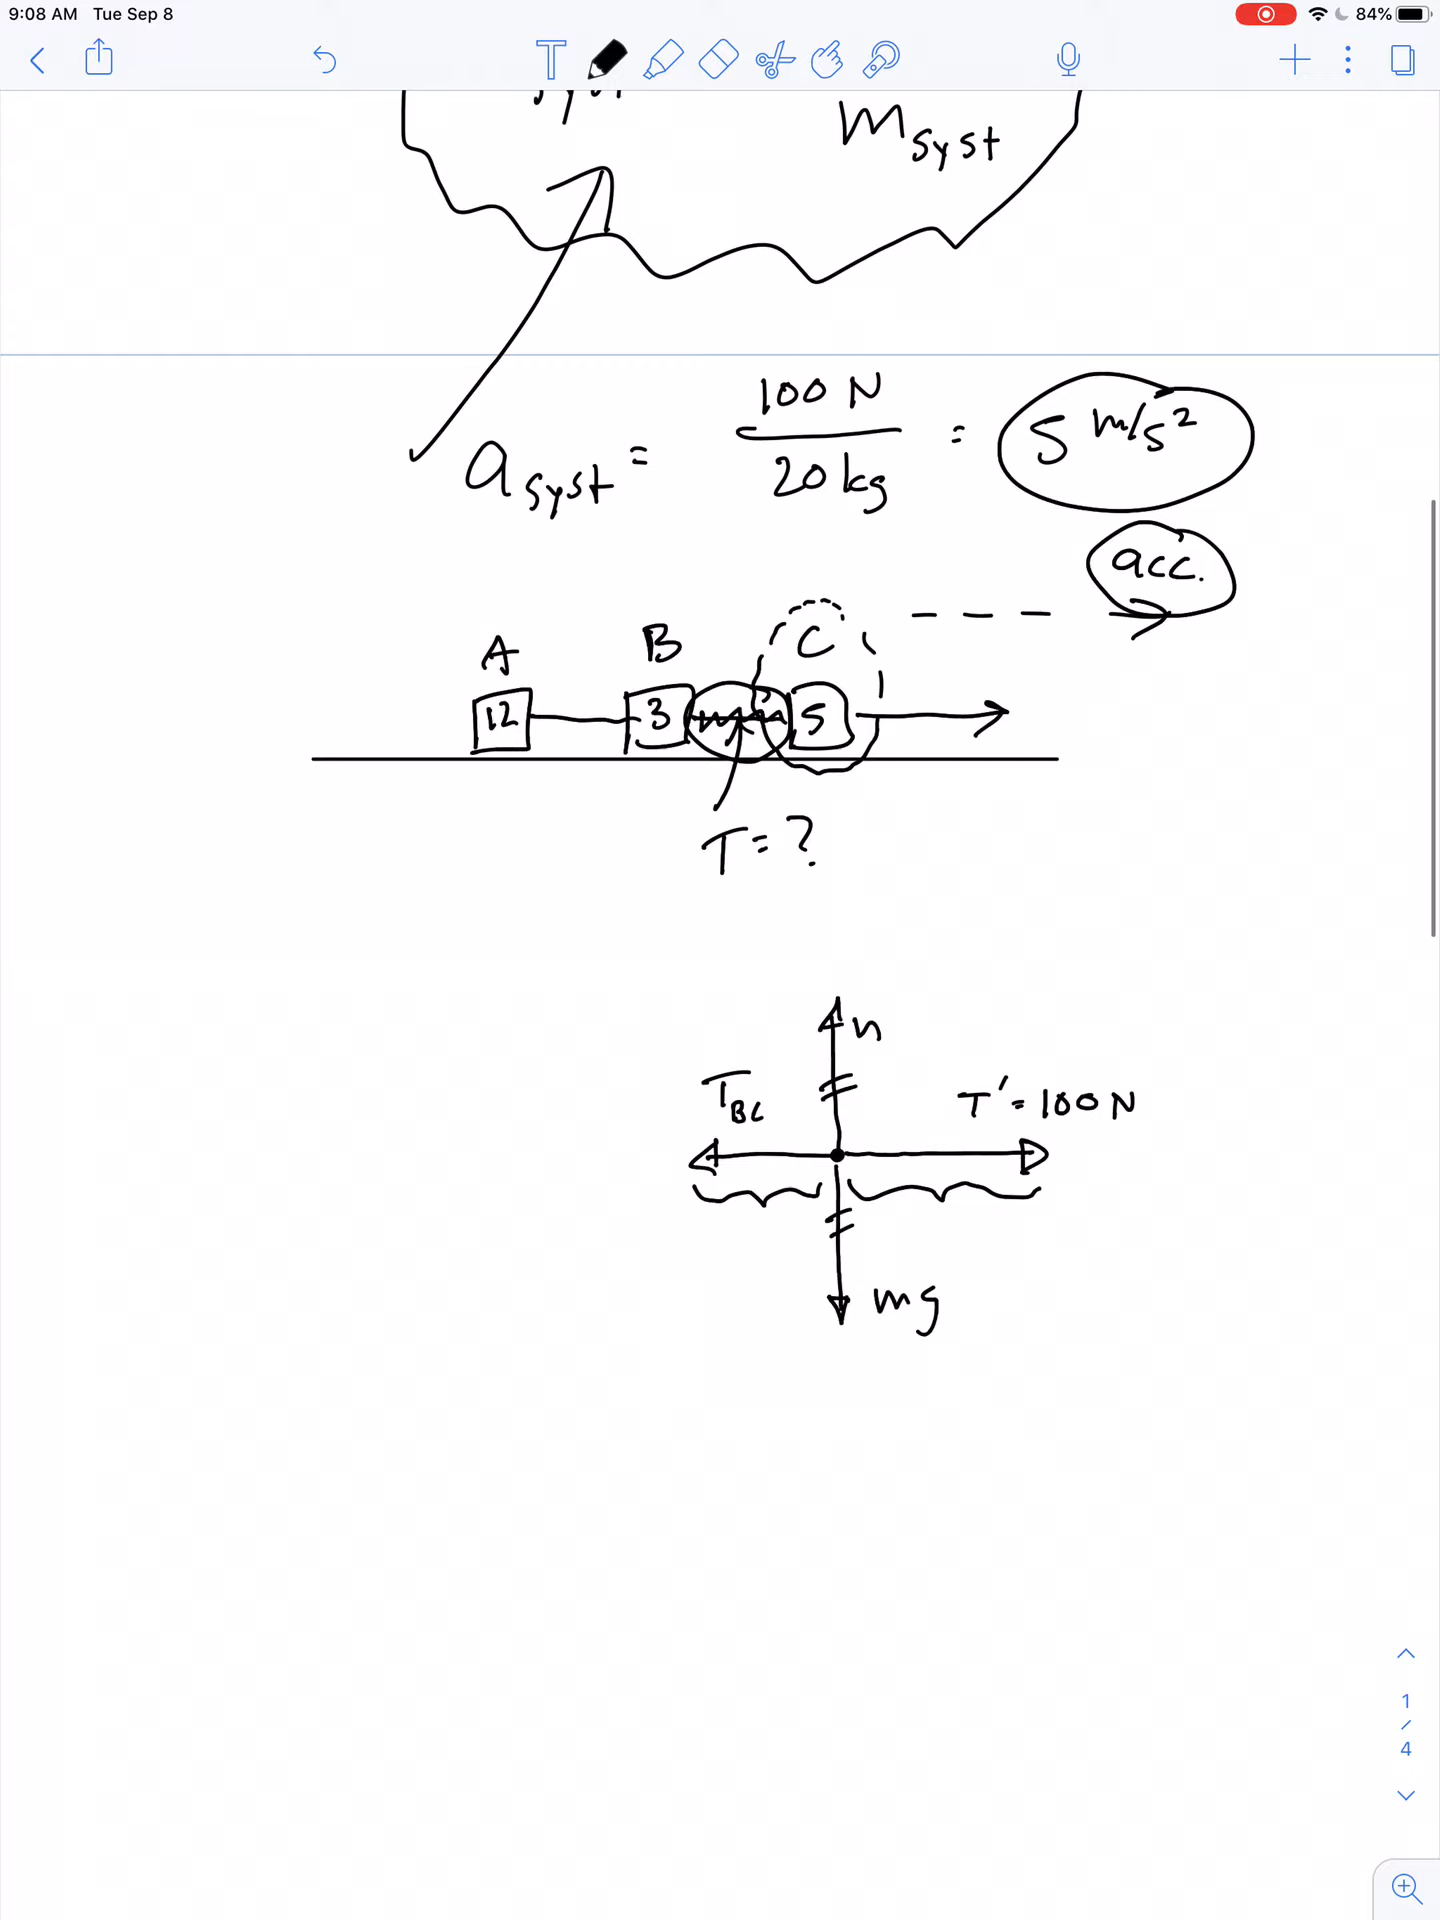 9:08 AM Tue Sep 8
84%
m syst
a syst = 100 N / 20 kg = 5 m/s²
acc.
A B C
12 3 5
T = ?
n
T BC T' = 100 N
mg
1
/
4